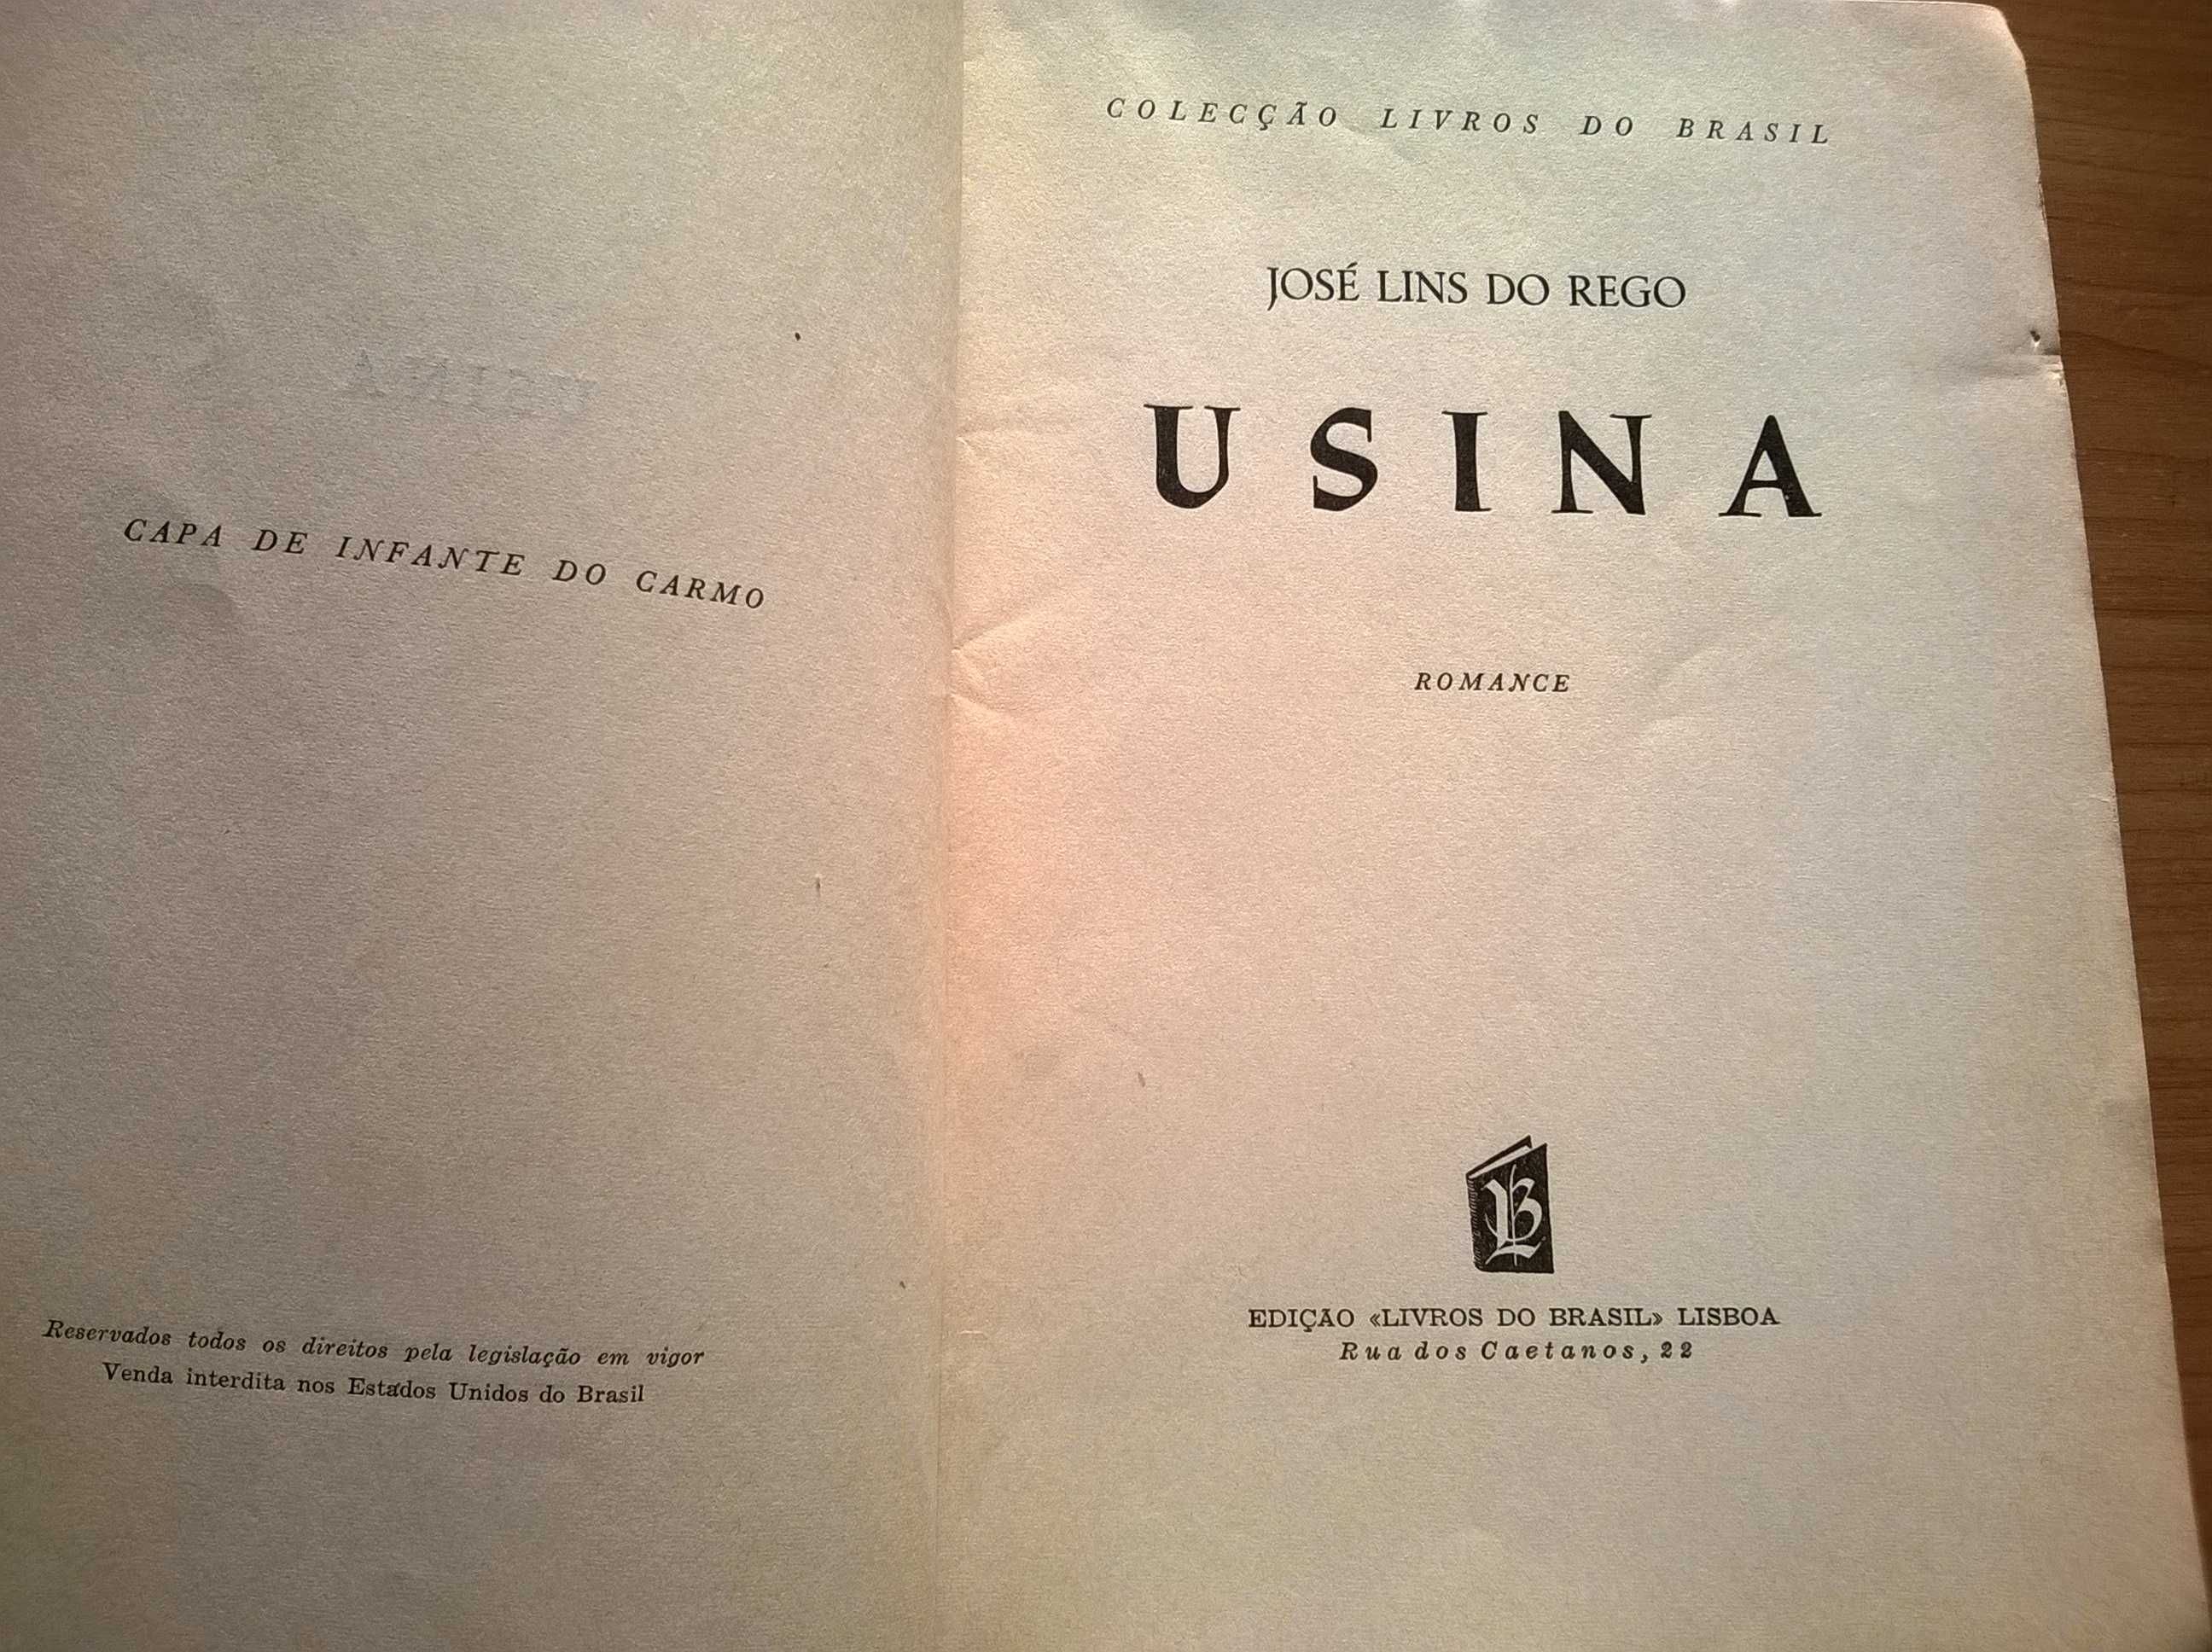 CAPA DE INFANTE DO CARMO
Reservados todos os direitos pela legislação em vigor
Venda interdita nos Estados Unidos do Brasil
COLECÇÃO LIVROS DO BRASIL
JOSÉ LINS DO REGO
USINA
ROMANCE
LB
EDIÇÃO «LIVROS DO BRASIL» LISBOA
Rua dos Caetanos, 22